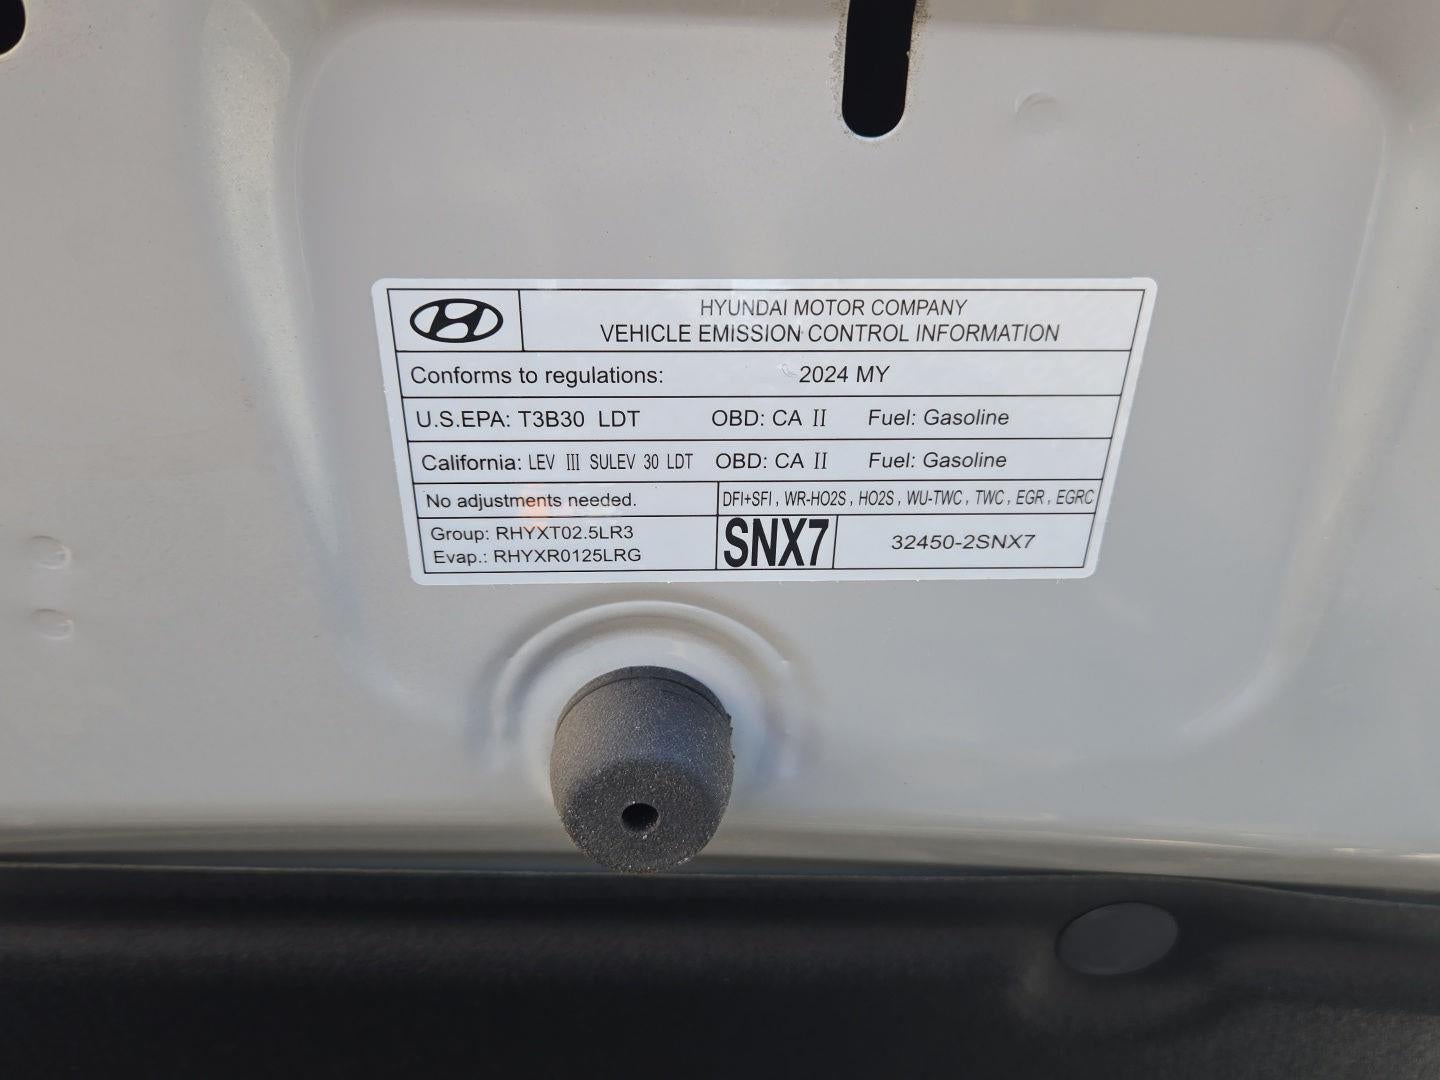 HYUNDAI MOTOR COMPANY
VEHICLE EMISSION CONTROL INFORMATION
Conforms to regulations: 2024 MY
U.S.EPA: T3B30 LDT OBD: CA II Fuel: Gasoline
California: LEV III SULEV 30 LDT OBD: CA II Fuel: Gasoline
No adjustments needed. DFI+SFI, WR-HO2S, HO2S, WU-TWC, TWC, EGR, EGRC
Group: RHYXT02.5LR3
Evap.: RHYXR0125LRG
SNX7
32450-2SNX7